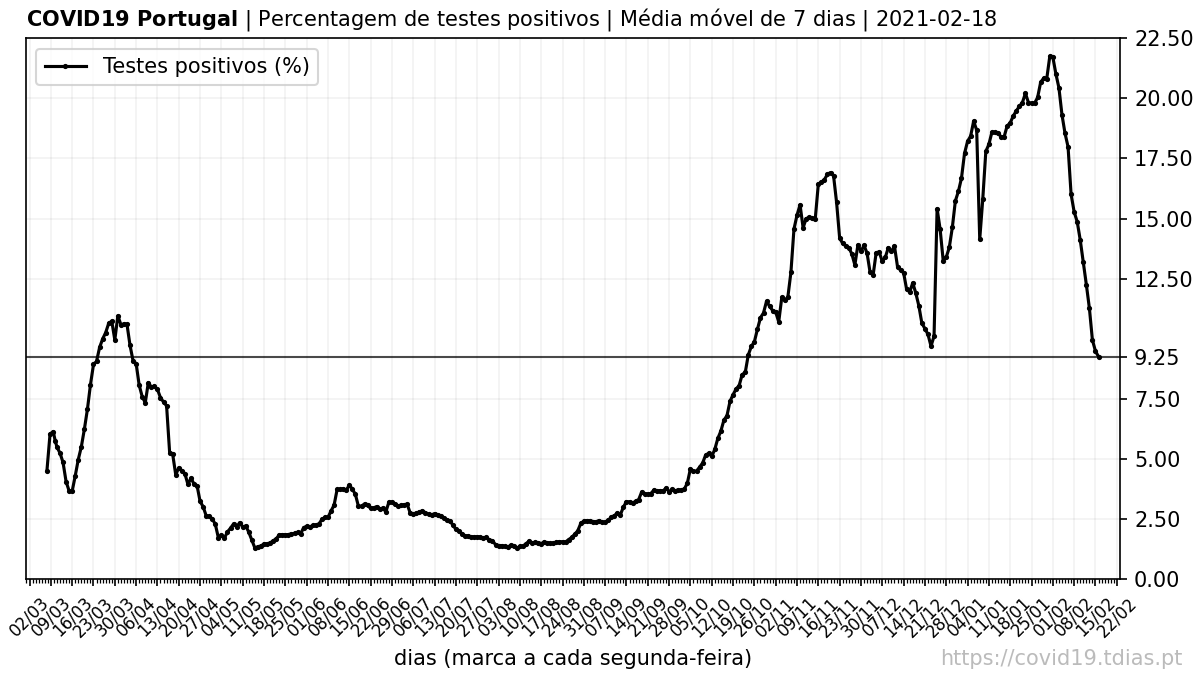 COVID19 Portugal | Percentagem de testes positivos | Média móvel de 7 dias | 2021-02-18
Testes positivos (%)
22.50
20.00
17.50
15.00
12.50
9.25
7.50
5.00
2.50
0.00
02/03 09/03 16/03 23/03 30/03 06/04 13/04 20/04 27/04 04/05 11/05 18/05 25/05 01/06 08/06 15/06 22/06 29/06 06/07 13/07 20/07 27/07 03/08 10/08 17/08 24/08 31/08 07/09 14/09 21/09 28/09 05/10 12/10 19/10 26/10 02/11 09/11 16/11 23/11 30/11 07/12 14/12 21/12 28/12 04/01 11/01 18/01 25/01 01/02 08/02 15/02 22/02
dias (marca a cada segunda-feira)
https://covid19.tdias.pt